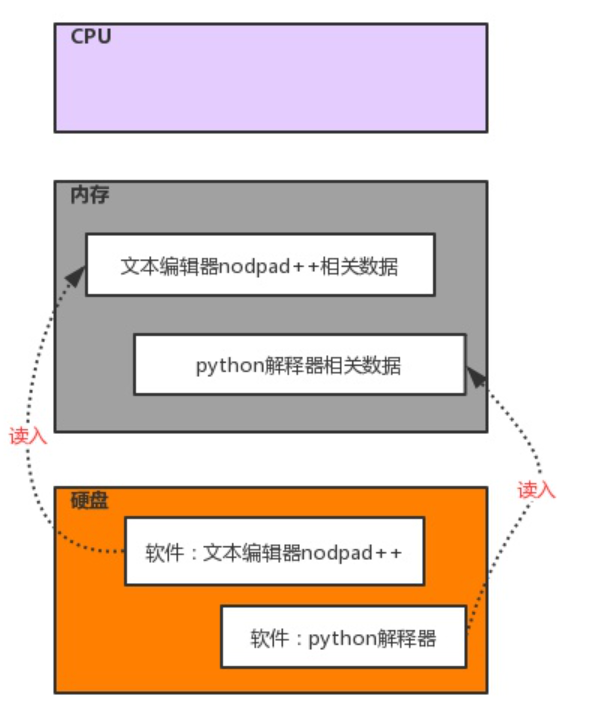 CPU
内存
文本编辑器nodpad++相关数据
python解释器相关数据
读入
读入
硬盘
软件：文本编辑器nodpad++
软件：python解释器